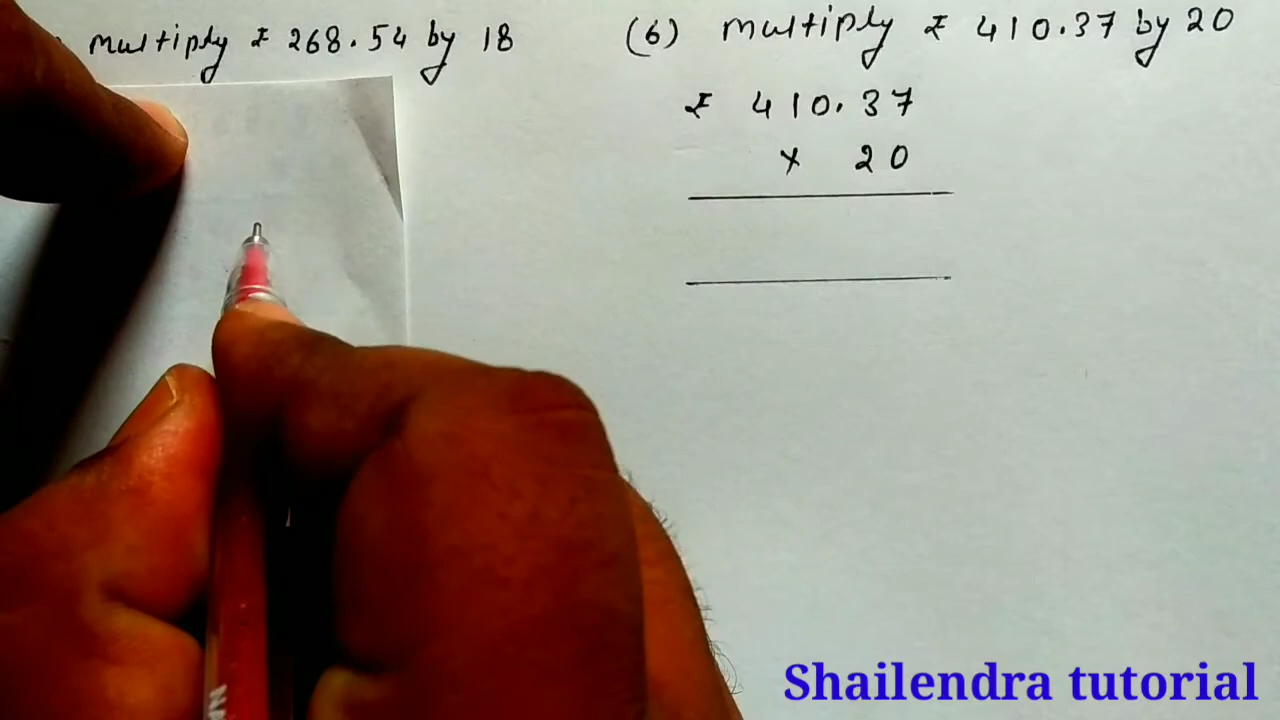 multiply ₹ 268.54 by 18
(6) multiply ₹ 410.37 by 20
₹ 410.37
x 20
Shailendra tutorial